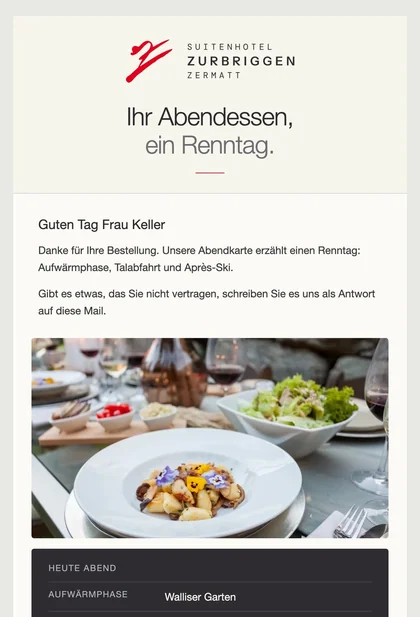 SUITENHOTEL
ZURBRIGGEN
ZERMATT
Ihr Abendessen,
ein Renntag.
Guten Tag Frau Keller
Danke für Ihre Bestellung. Unsere Abendkarte erzählt einen Renntag:
Aufwärmphase, Talabfahrt und Après-Ski.
Gibt es etwas, das Sie nicht vertragen, schreiben Sie es uns als Antwort
auf diese Mail.
HEUTE ABEND
AUFWÄRMPHASE Walliser Garten